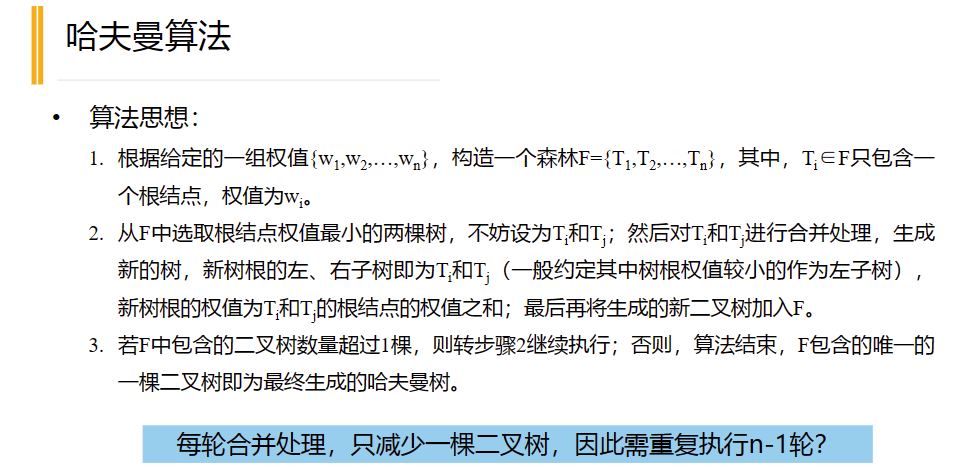 哈夫曼算法
• 算法思想：
1. 根据给定的一组权值{w1,w2,…,wn}，构造一个森林F={T1,T2,…,Tn}，其中，Ti∈F只包含一
个根结点，权值为wi。
2. 从F中选取根结点权值最小的两棵树，不妨设为Ti和Tj；然后对Ti和Tj进行合并处理，生成
新的树，新树根的左、右子树即为Ti和Tj（一般约定其中树根权值较小的作为左子树），
新树根的权值为Ti和Tj的根结点的权值之和；最后再将生成的新二叉树加入F。
3. 若F中包含的二叉树数量超过1棵，则转步骤2继续执行；否则，算法结束，F包含的唯一的
一棵二叉树即为最终生成的哈夫曼树。
每轮合并处理，只减少一棵二叉树，因此需重复执行n-1轮？